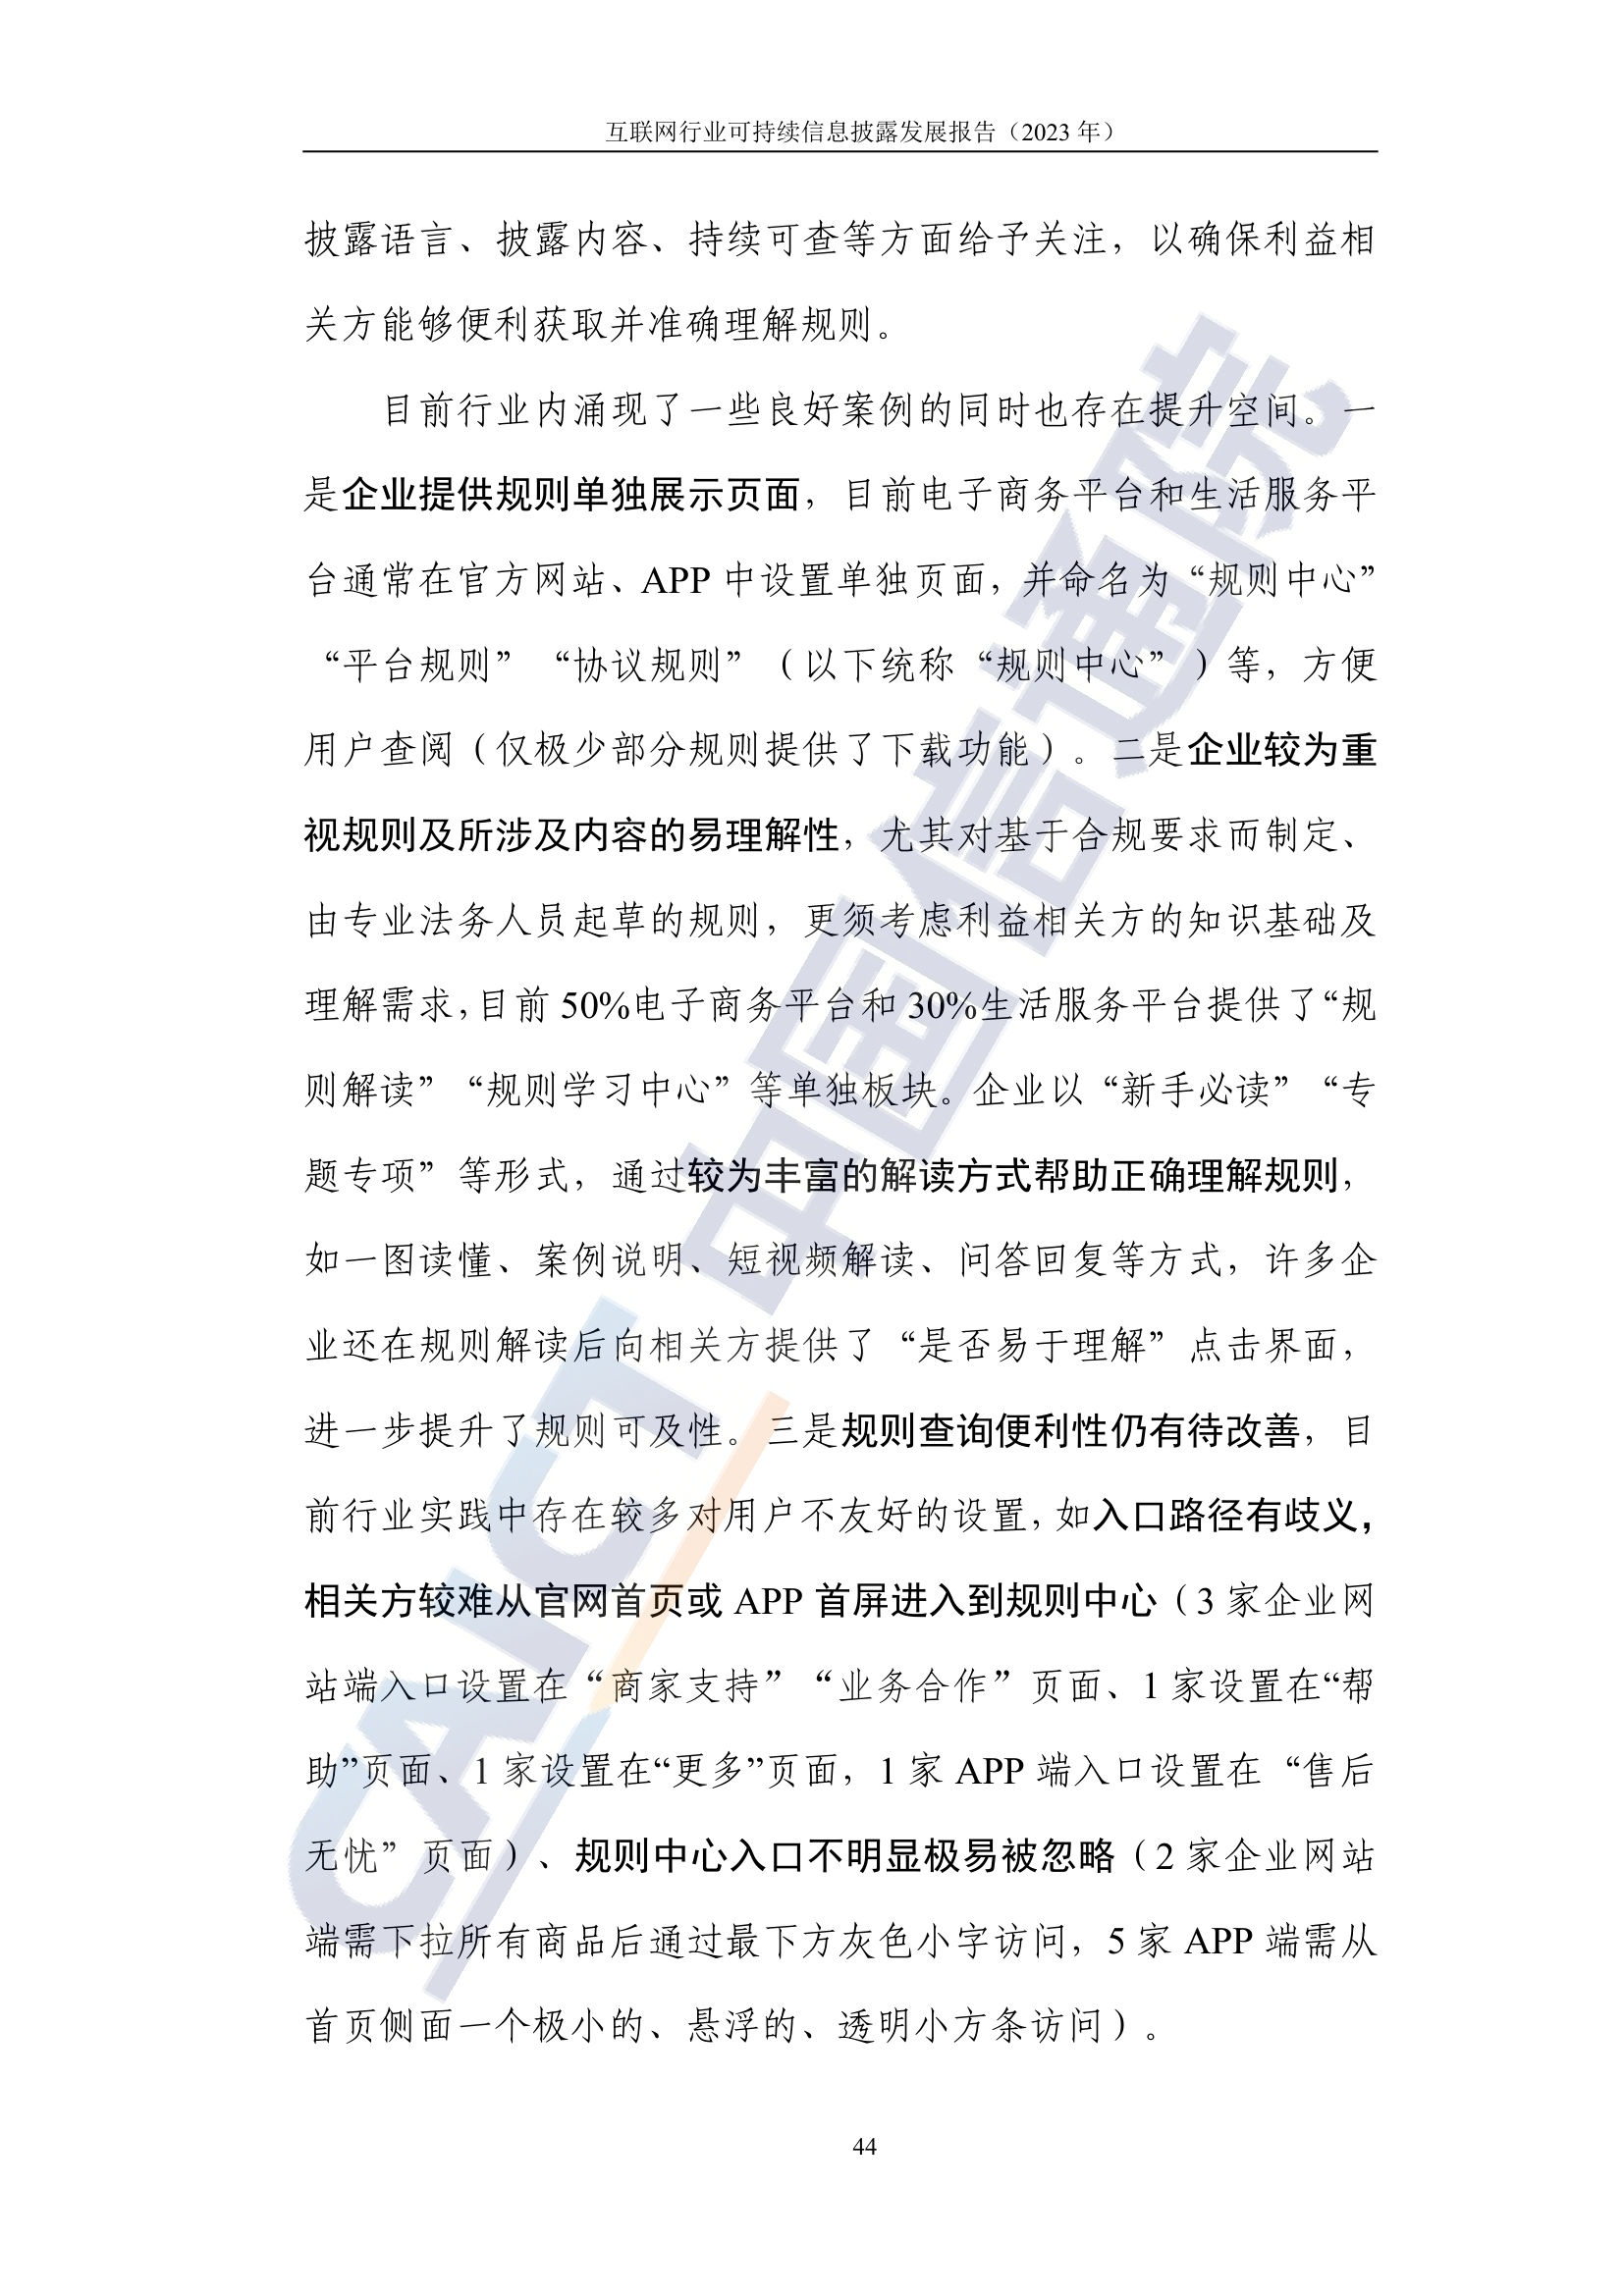 互联网行业可持续信息披露发展报告（2023 年）
披露语言、披露内容、持续可查等方面给予关注，以确保利益相
关方能够便利获取并准确理解规则。
目前行业内涌现了一些良好案例的同时也存在提升空间。一
是企业提供规则单独展示页面，目前电子商务平台和生活服务平
台通常在官方网站、APP 中设置单独页面，并命名为“规则中心”
“平台规则”“协议规则”（以下统称“规则中心”）等，方便
用户查阅（仅极少部分规则提供了下载功能）。二是企业较为重
视规则及所涉及内容的易理解性，尤其对基于合规要求而制定、
由专业法务人员起草的规则，更须考虑利益相关方的知识基础及
理解需求，目前 50%电子商务平台和 30%生活服务平台提供了“规
则解读”“规则学习中心”等单独板块。企业以“新手必读”“专
题专项”等形式，通过较为丰富的解读方式帮助正确理解规则，
如一图读懂、案例说明、短视频解读、问答回复等方式，许多企
业还在规则解读后向相关方提供了“是否易于理解”点击界面，
进一步提升了规则可及性。三是规则查询便利性仍有待改善，目
前行业实践中存在较多对用户不友好的设置，如入口路径有歧义，
相关方较难从官网首页或 APP 首屏进入到规则中心（3 家企业网
站端入口设置在“商家支持”“业务合作”页面、1 家设置在“帮
助”页面、1 家设置在“更多”页面，1 家 APP 端入口设置在“售后
无忧”页面）、规则中心入口不明显极易被忽略（2 家企业网站
端需下拉所有商品后通过最下方灰色小字访问，5 家 APP 端需从
首页侧面一个极小的、悬浮的、透明小方条访问）。
44
CAICT 中国信通院